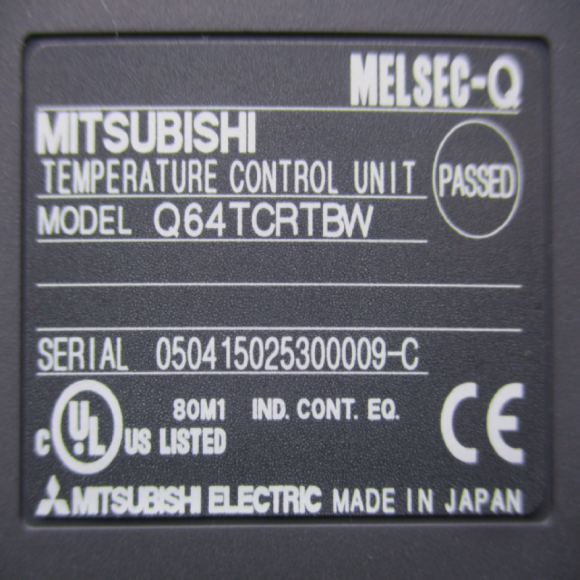 MELSEC-Q
MITSUBISHI
TEMPERATURE CONTROL UNIT
PASSED
MODEL Q64TCRTBW
SERIAL 050415025300009-C
80M1 IND. CONT. EQ.
C UL US LISTED
CE
MITSUBISHI ELECTRIC MADE IN JAPAN